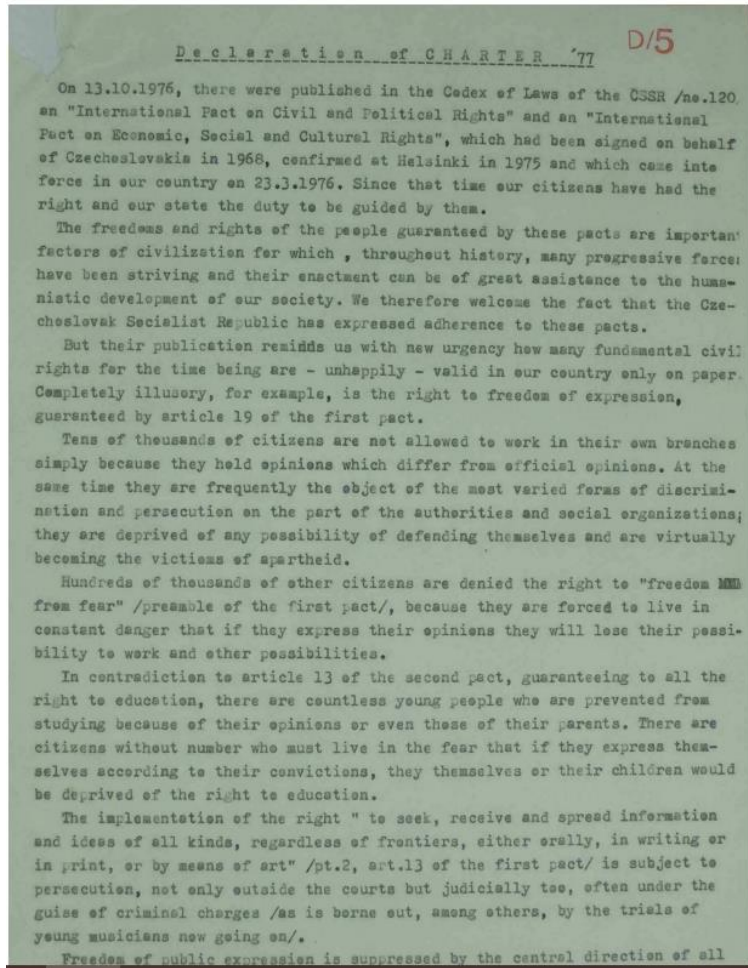 D/5
Declaration of CHARTER '77
On 13.10.1976, there were published in the Codex of Laws of the CSSR /no.120,
an "International Pact on Civil and Political Rights" and an "International
Pact on Economic, Social and Cultural Rights", which had been signed on behalf
of Czechoslovakia in 1968, confirmed at Helsinki in 1975 and which came into
force in our country on 23.3.1976. Since that time our citizens have had the
right and our state the duty to be guided by them.
The freedoms and rights of the people guaranteed by these pacts are importan
factors of civilization for which , throughout history, many progressive force
have been striving and their enactment can be of great assistance to the huma-
nistic development of our society. We therefore welcome the fact that the Cze-
choslovak Socialist Republic has expressed adherence to these pacts.
But their publication reminds us with new urgency how many fundamental civil
rights for the time being are - unhappily - valid in our country only on paper.
Completely illusory, for example, is the right to freedom of expression,
guaranteed by article 19 of the first pact.
Tens of thousands of citizens are not allowed to work in their own branches
simply because they hold opinions which differ from official opinions. At the
same time they are frequently the object of the most varied forms of discrimi-
nation and persecution on the part of the authorities and social organizations;
they are deprived of any possibility of defending themselves and are virtually
becoming the victioms of apartheid.
Hundreds of thousands of other citizens are denied the right to "freedom
from fear" /preamble of the first pact/, because they are forced to live in
constant danger that if they express their opinions they will lose their possi-
bility to work and other possibilities.
In contradiction to article 13 of the second pact, guaranteeing to all the
right to education, there are countless young people who are prevented from
studying because of their opinions or even those of their parents. There are
citizens without number who must live in the fear that if they express them-
selves according to their convictions, they themselves or their children would
be deprived of the right to education.
The implementation of the right " to seek, receive and spread information
and ideas of all kinds, regardless of frontiers, either orally, in writing or
in print, or by means of art" /pt.2, art.13 of the first pact/ is subject to
persecution, not only outside the courts but judicially too, often under the
guise of criminal charges /as is borne out, among others, by the trials of
young musicians now going on/.
Freedom of public expression is suppressed by the central direction of all